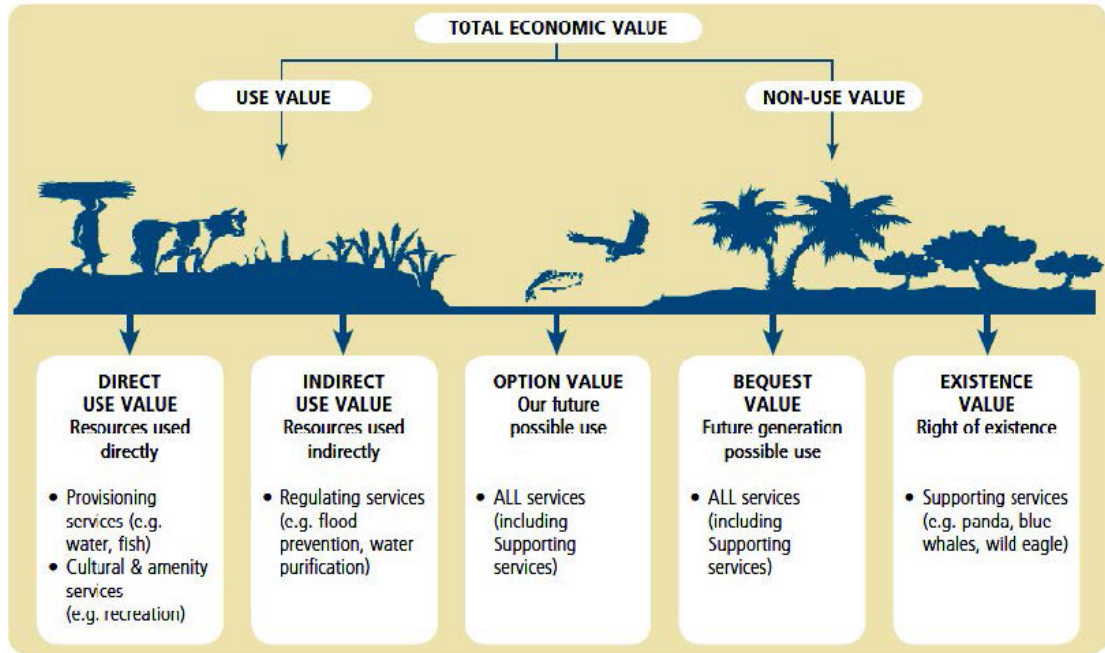 TOTAL ECONOMIC VALUE
USE VALUE
NON-USE VALUE
DIRECT
USE VALUE
Resources used
directly
• Provisioning
services (e.g.
water, fish)
• Cultural & amenity
services
(e.g. recreation)
INDIRECT
USE VALUE
Resources used
indirectly
• Regulating services
(e.g. flood
prevention, water
purification)
OPTION VALUE
Our future
possible use
• ALL services
(including
Supporting
services)
BEQUEST
VALUE
Future generation
possible use
• ALL services
(including
Supporting
services)
EXISTENCE
VALUE
Right of existence
• Supporting services
(e.g. panda, blue
whales, wild eagle)